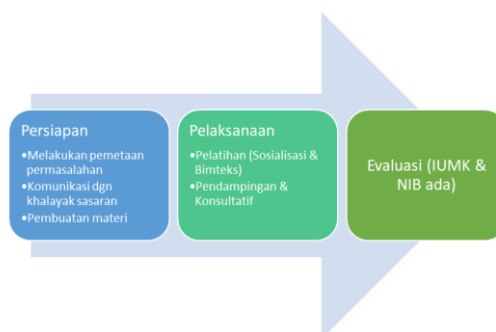 Persiapan
•Melakukan pemetaan
permasalahan
•Komunikasi dgn
khalayak sasaran
•Pembuatan materi
Pelaksanaan
•Pelatihan (Sosialisasi &
Bimteks)
•Pendampingan &
Konsultatif
Evaluasi (IUMK &
NIB ada)